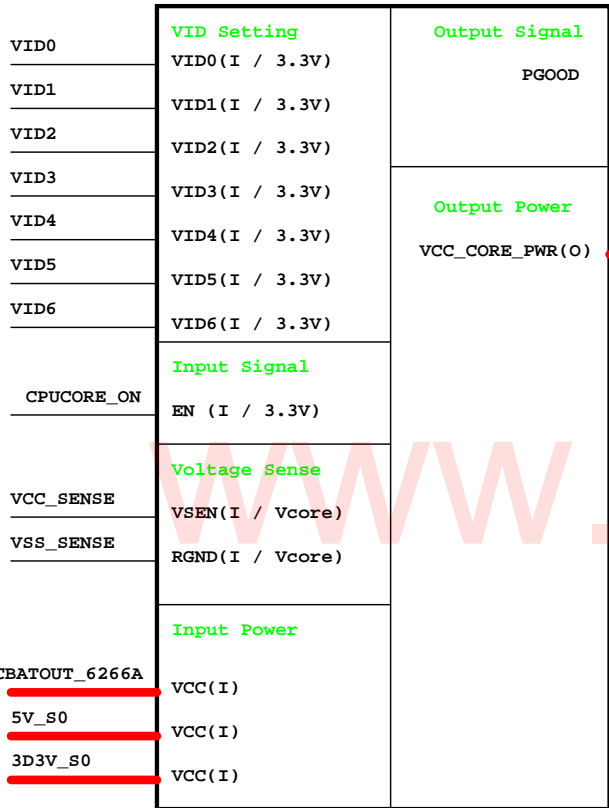 VID Setting
Output Signal
VID0
VID0(I / 3.3V)
PGOOD
VID1
VID1(I / 3.3V)
VID2
VID2(I / 3.3V)
VID3
VID3(I / 3.3V)
Output Power
VID4
VID4(I / 3.3V)
VCC_CORE_PWR(O)
VID5
VID5(I / 3.3V)
VID6
VID6(I / 3.3V)
Input Signal
CPUCORE_ON
EN (I / 3.3V)
Voltage Sense
VCC_SENSE
VSEN(I / Vcore)
VSS_SENSE
RGND(I / Vcore)
www.
Input Power
CBATOUT_6266A
VCC(I)
5V_S0
VCC(I)
3D3V_S0
VCC(I)